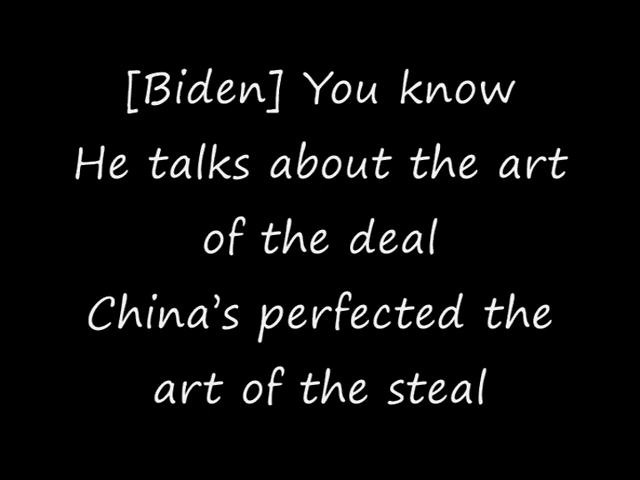 [Biden] You know
He talks about the art
of the deal
China’s perfected the
art of the steal